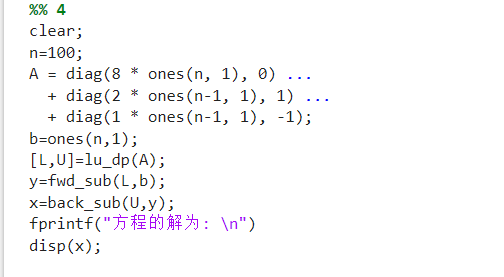 %% 4
clear;
n=100;
A = diag(8 * ones(n, 1), 0) ...
+ diag(2 * ones(n-1, 1), 1) ...
+ diag(1 * ones(n-1, 1), -1);
b=ones(n,1);
[L,U]=lu_dp(A);
y=fwd_sub(L,b);
x=back_sub(U,y);
fprintf("方程的解为: \n")
disp(x);